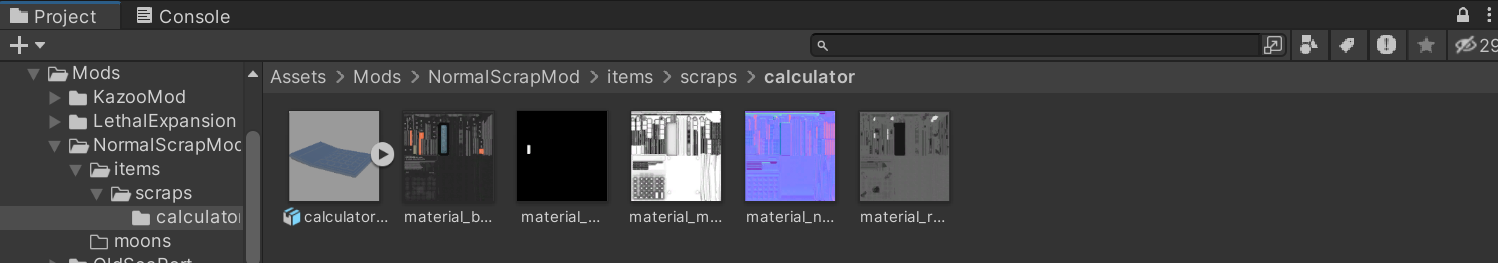 Project Console
29
Mods
KazooMod
LethalExpansion
NormalScrapMod
items
scraps
calculator
moons
Assets > Mods > NormalScrapMod > items > scraps > calculator
calculator... material_b... material_... material_m... material_n... material_r...